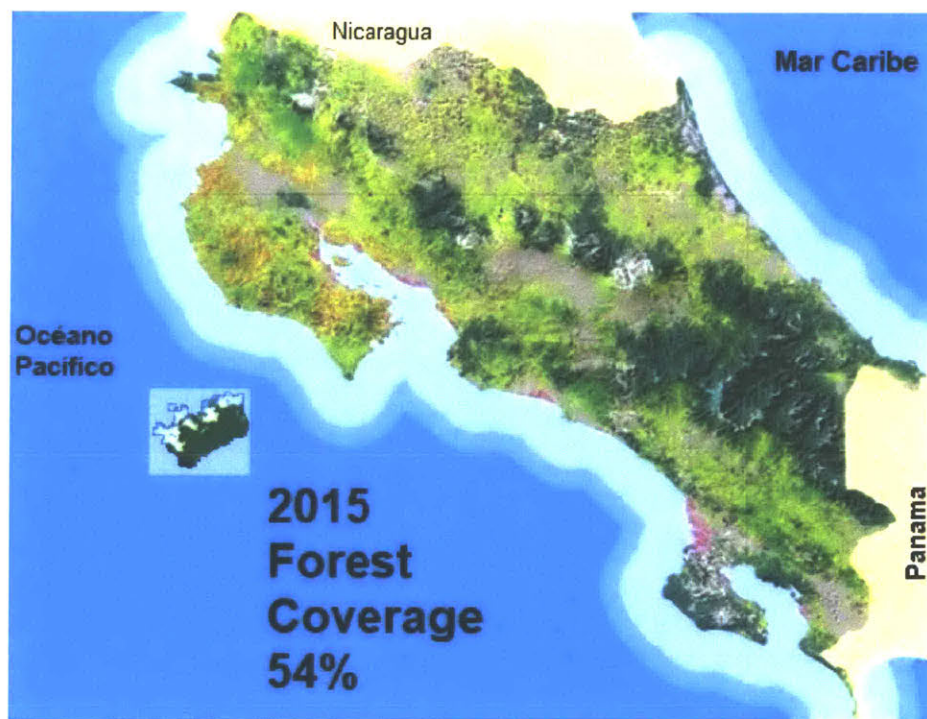 Nicaragua
Mar Caribe
Océano
Pacífico
2015
Forest
Coverage
54%
Panama